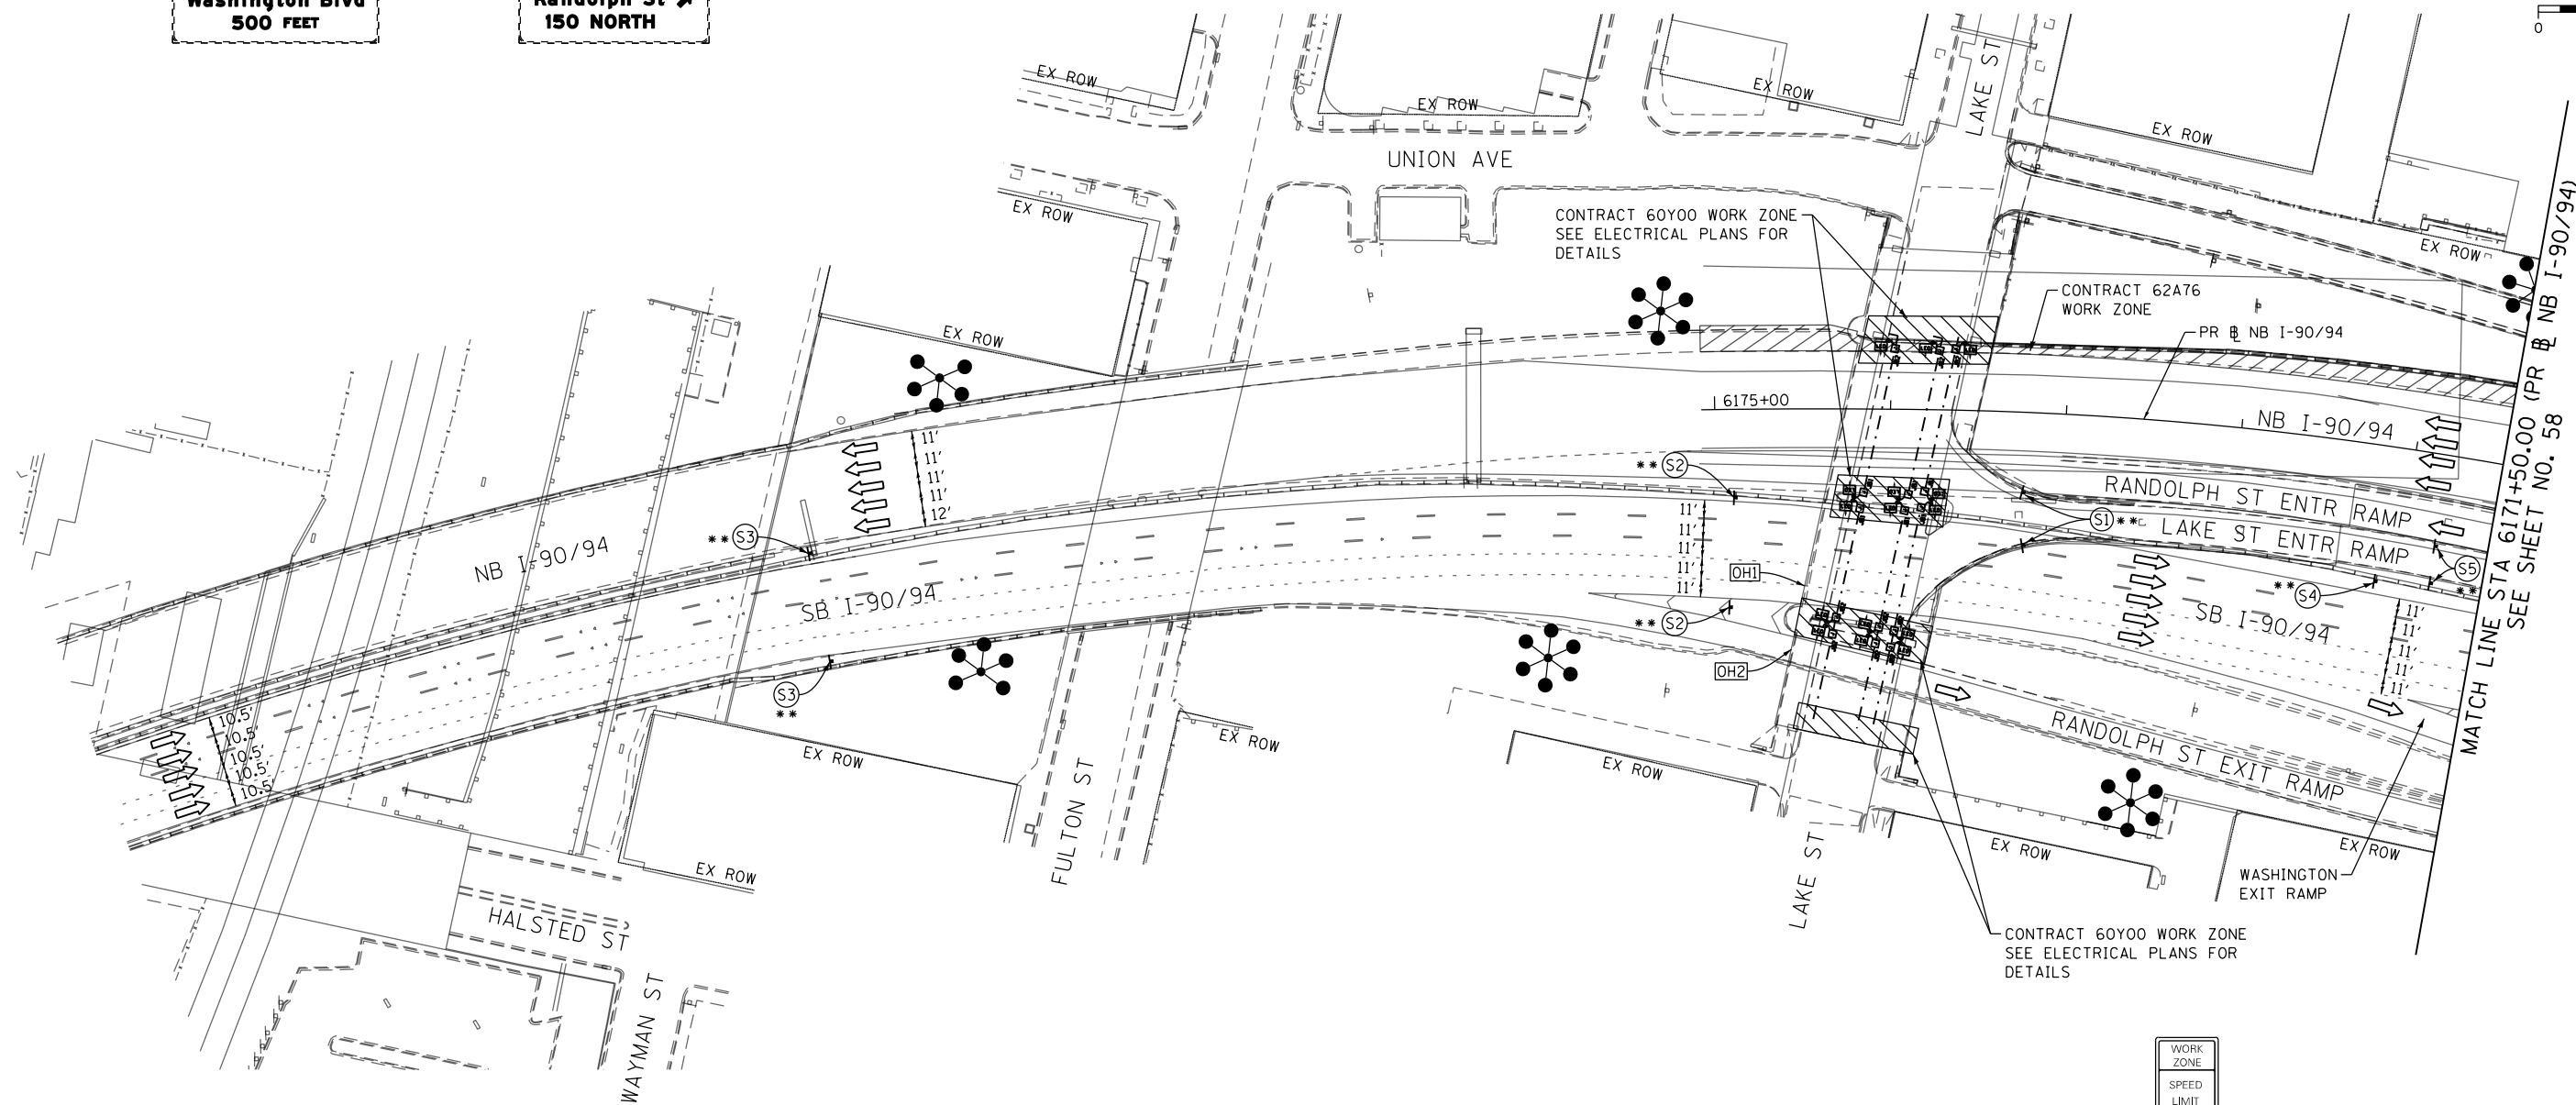 Washington Blvd
500 FEET
Randolph St
150 NORTH
0
EX ROW
EX ROW
EX ROW
LAKE ST
EX ROW
UNION AVE
EX ROW
CONTRACT 60Y00 WORK ZONE
SEE ELECTRICAL PLANS FOR
DETAILS
EX ROW
CONTRACT 62A76
WORK ZONE
PR B NB I-90/94
EX ROW
6175+00
NB I-90/94
11'
11'
11'
11'
12'
** S2
RANDOLPH ST ENTR RAMP
S1 **
LAKE ST ENTR RAMP
** S3
NB I-90/94
11'
11'
11'
11'
11'
OH1
S5
**
** S4
SB I-90/94
SB I-90/94
** S2
11'
11'
11'
11'
11'
OH2
S3
**
10.5'
10.5'
10.5'
10.5'
10.5'
RANDOLPH ST EXIT RAMP
EX ROW
EX ROW
EX ROW
FULTON ST
LAKE ST
EX ROW
EX ROW
EX ROW
WASHINGTON
EXIT RAMP
HALSTED ST
WAYMAN ST
CONTRACT 60Y00 WORK ZONE
SEE ELECTRICAL PLANS FOR
DETAILS
MATCH LINE STA 6171+50.00 (PR B NB I-90/94)
SEE SHEET NO. 58
WORK
ZONE
SPEED
LIMIT